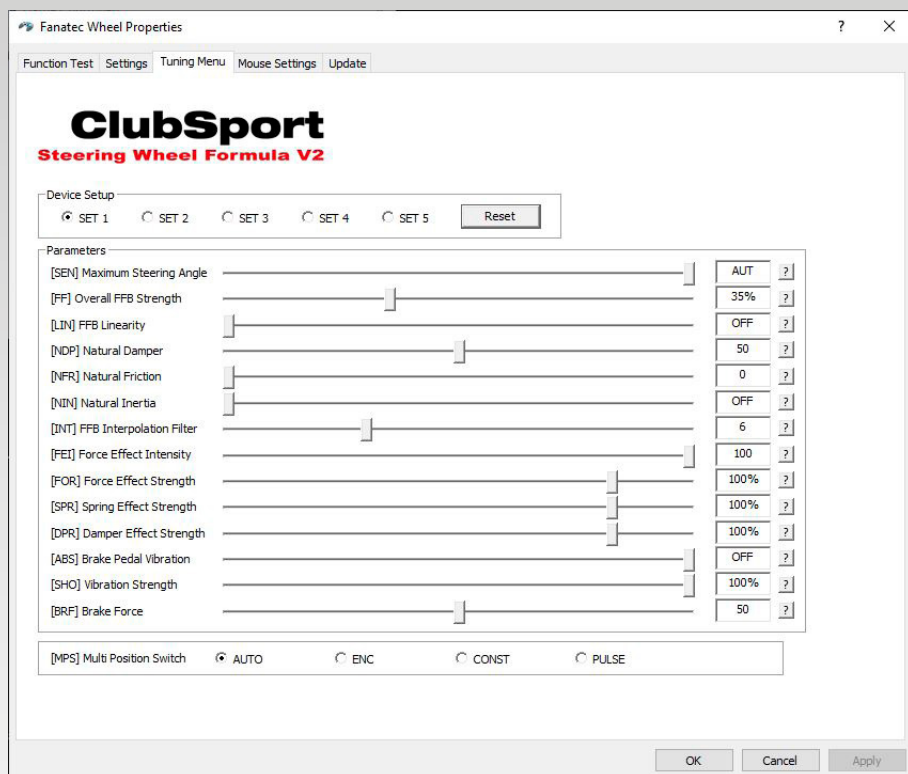 Fanatec Wheel Properties
Function Test Settings Tuning Menu Mouse Settings Update
ClubSport
Steering Wheel Formula V2
Device Setup
SET 1 SET 2 SET 3 SET 4 SET 5 Reset
Parameters
[SEN] Maximum Steering Angle AUT ?
[FF] Overall FFB Strength 35% ?
[LIN] FFB Linearity OFF ?
[NDP] Natural Damper 50 ?
[NFR] Natural Friction 0 ?
[NIN] Natural Inertia OFF ?
[INT] FFB Interpolation Filter 6 ?
[FEI] Force Effect Intensity 100 ?
[FOR] Force Effect Strength 100% ?
[SPR] Spring Effect Strength 100% ?
[DPR] Damper Effect Strength 100% ?
[ABS] Brake Pedal Vibration OFF ?
[SHO] Vibration Strength 100% ?
[BRF] Brake Force 50 ?
[MPS] Multi Position Switch AUTO ENC CONST PULSE
OK Cancel Apply